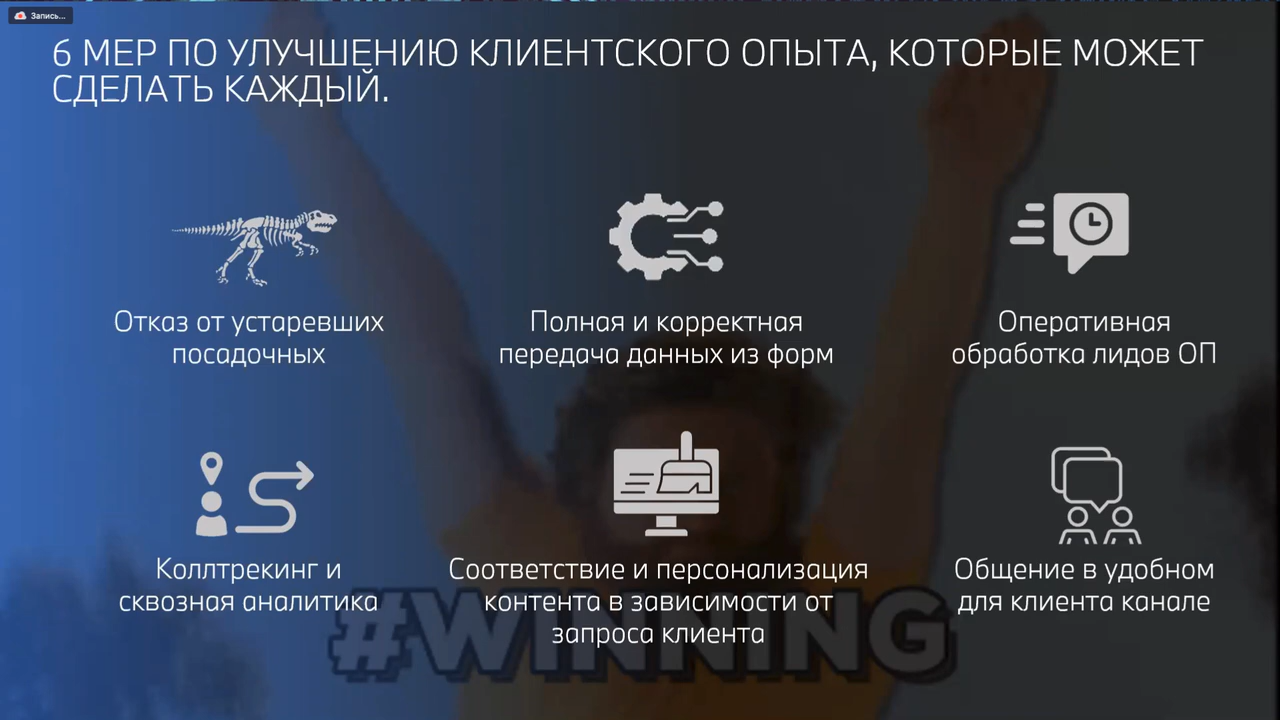 Запись...
6 МЕР ПО УЛУЧШЕНИЮ КЛИЕНТСКОГО ОПЫТА, КОТОРЫЕ МОЖЕТ
СДЕЛАТЬ КАЖДЫЙ.
Отказ от устаревших
посадочных
Полная и корректная
передача данных из форм
Оперативная
обработка лидов ОП
Коллтрекинг и
сквозная аналитика
Соответствие и персонализация
контента в зависимости от
запроса клиента
Общение в удобном
для клиента канале
#WINNING